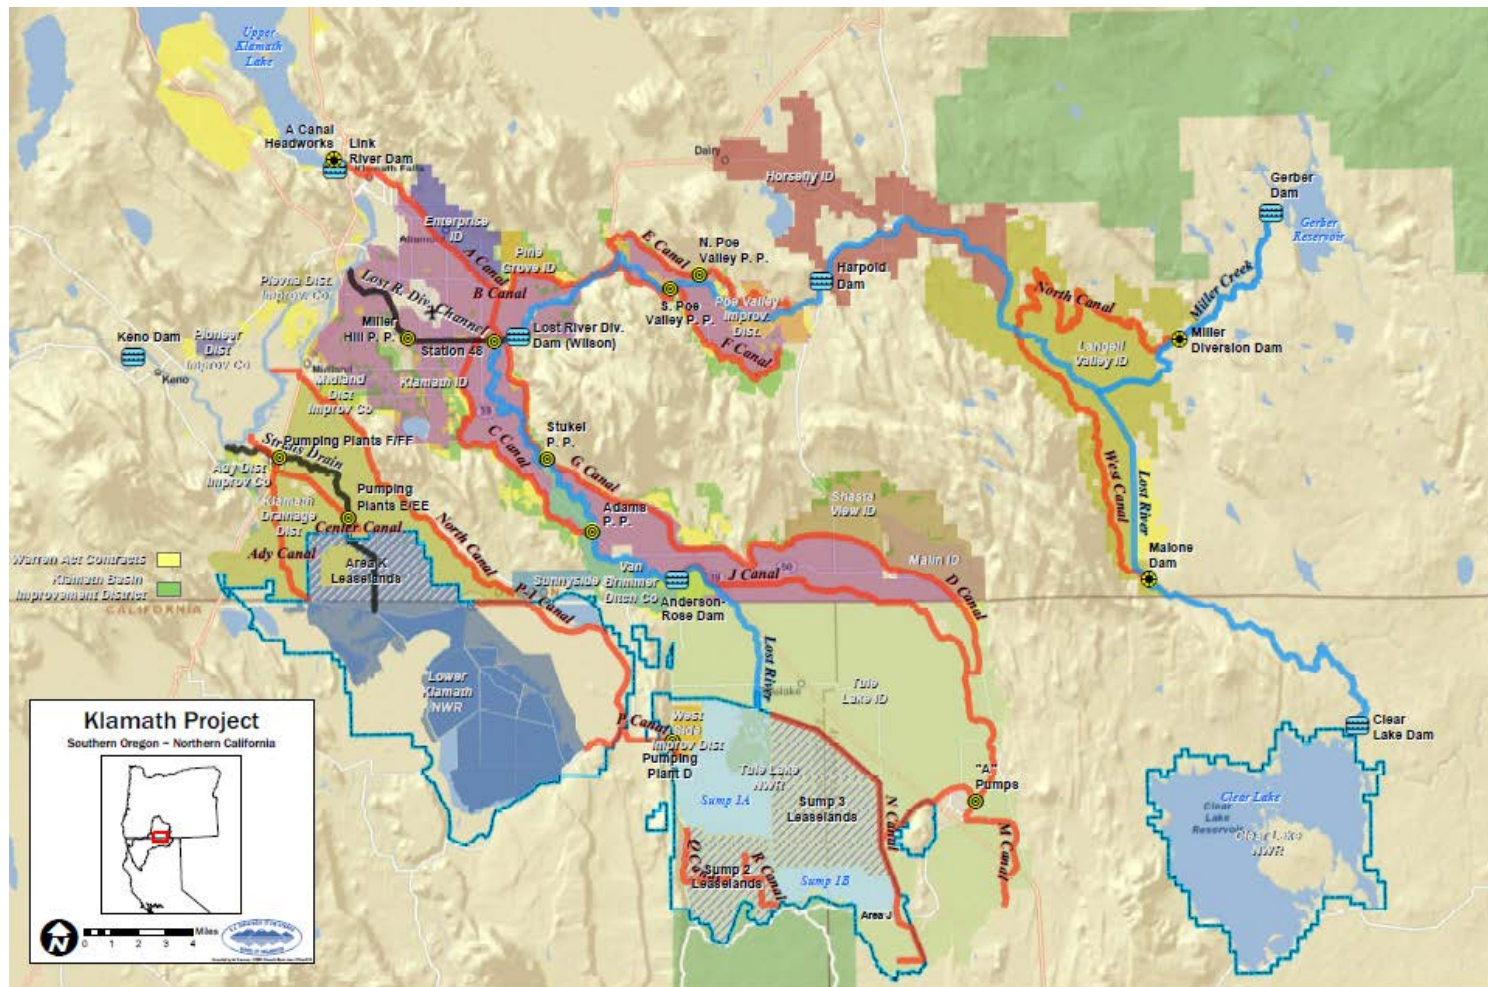 Upper
Klamath
Lake
A Canal
Headworks
Link
River Dam
Klamath Falls
Dairy
Horsefly ID
Gerber
Dam
Gerber
Reservoir
Enterprise
ID
Altamont
A Canal
Pine
Grove ID
B Canal
E Canal
N. Poe
Valley P. P.
Harpold
Dam
S. Poe
Valley P. P.
Poe Valley
Improv.
Dist.
F Canal
North Canal
Miller Creek
Miller
Diversion Dam
Langell
Valley ID
Plevna Dist.
Improv. Co
Lost R. Div. Channel
Miller
Hill P. P.
Station 48
Lost River Div.
Dam (Wilson)
Keno Dam
Keno
Pioneer
Dist
Improv Co
Midland
Midland
Dist
Improv Co
Klamath ID
39
C Canal
Stukel
P. P.
G Canal
Straits Drain
Pumping Plants F/FF
Ady Dist
Improv Co
Pumping
Plants E/EE
Klamath
Drainage
Dist
Center Canal
Ady Canal
North Canal
Adams
P. P.
Shasta
View ID
Malin ID
West Canal
Lost River
Malone
Dam
Warren Act Contracts
Klamath Basin
Improvement District
CALIFORNIA
Area K
Leaselands
P-1 Canal
Sunnyside
Van
Brimmer
Ditch Co
Anderson-
Rose Dam
J Canal
50
D Canal
Lost River
Lower
Klamath
NWR
Tule
Lake ID
P Canal
West
Side
Improv Dist
Pumping
Plant D
Tule Lake
NWR
Sump 1A
Sump 3
Leaselands
N Canal
"A"
Pumps
M Canal
Q Canal
Sump 2
Leaselands
R Canal
Sump 1B
Area J
Clear
Lake Dam
Clear Lake
Clear
Lake
Reservoir
Clear Lake
NWR
Klamath Project
Southern Oregon ~ Northern California
N
Miles
0 1 2 3 4